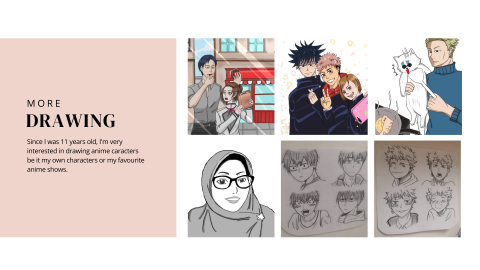 MORE
DRAWING
Since I was 11 years old, I'm very
interested in drawing anime caracters
be it my own characters or my favourite
anime shows.